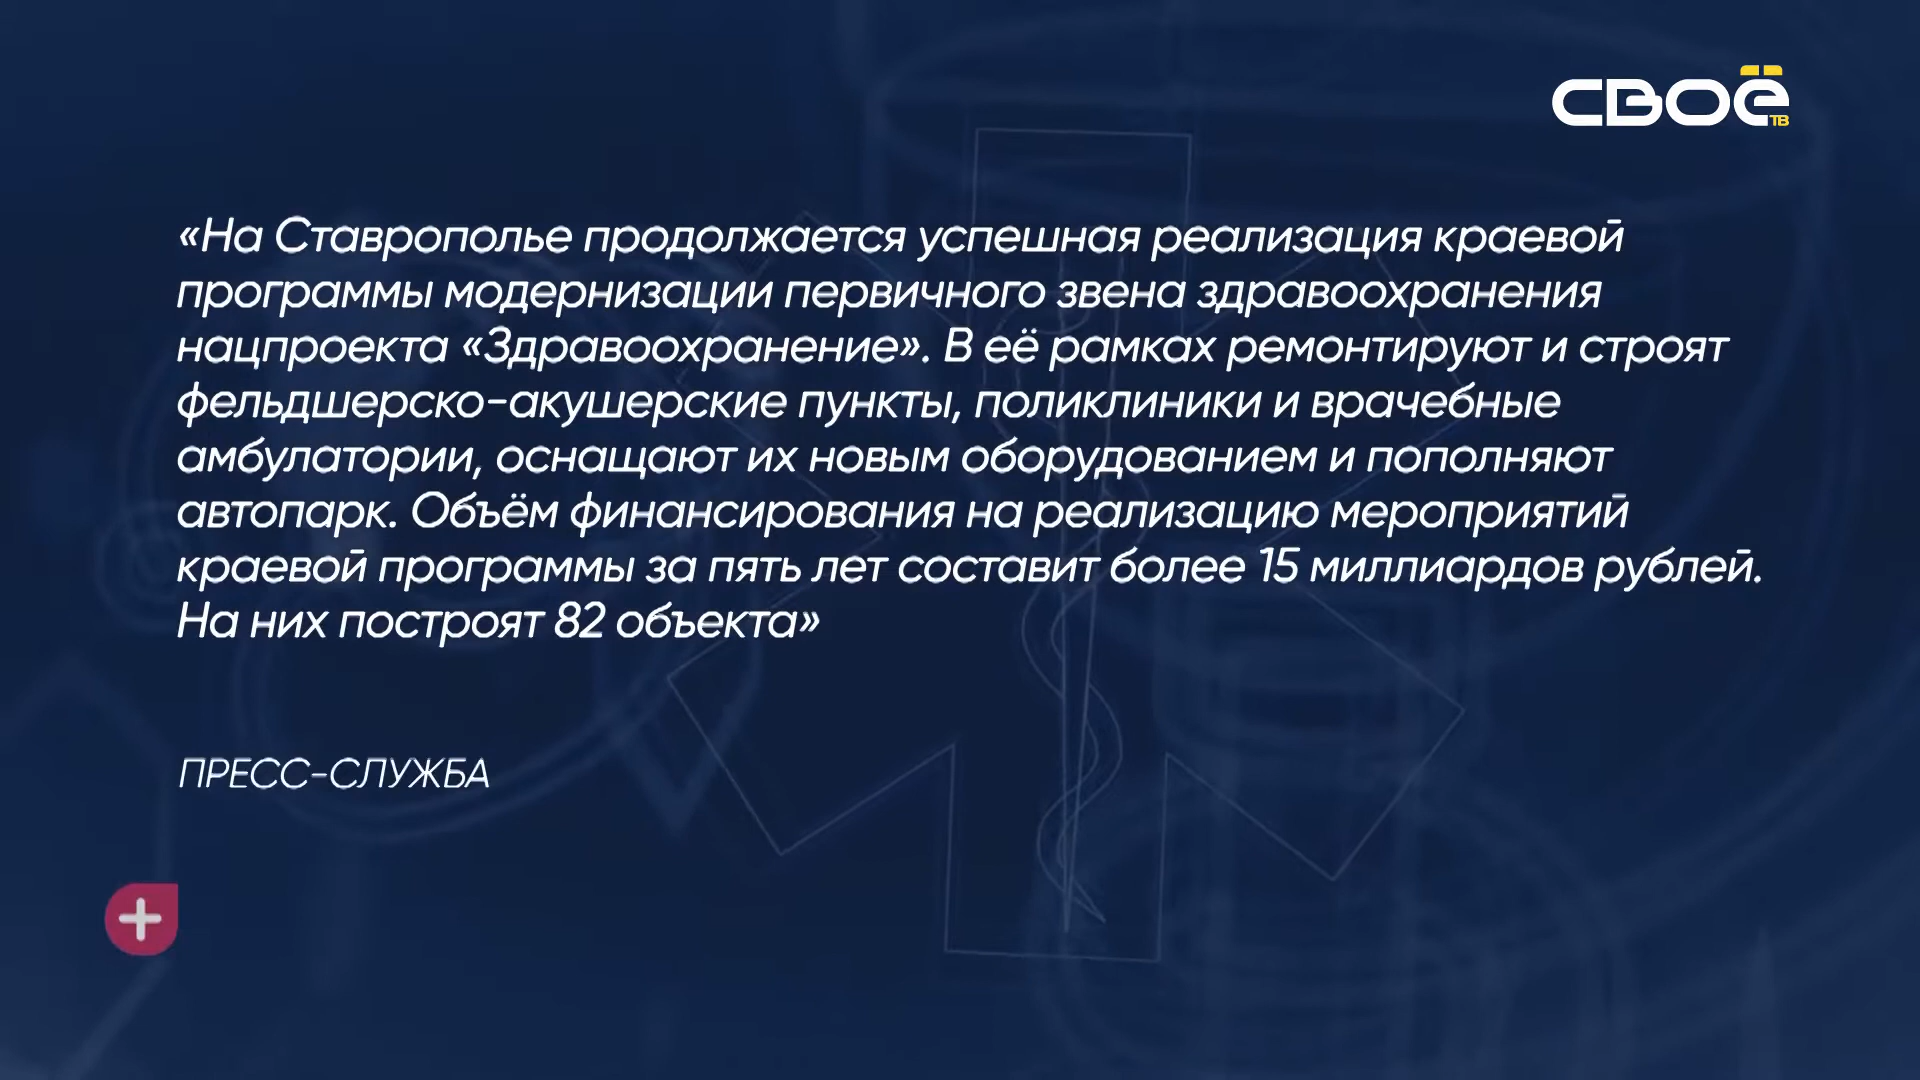 СВОЁ
ТВ
«На Ставрополье продолжается успешная реализация краевой
программы модернизации первичного звена здравоохранения
нацпроекта «Здравоохранение». В её рамках ремонтируют и строят
фельдшерско-акушерские пункты, поликлиники и врачебные
амбулатории, оснащают их новым оборудованием и пополняют
автопарк. Объём финансирования на реализацию мероприятий
краевой программы за пять лет составит более 15 миллиардов рублей.
На них построят 82 объекта»
ПРЕСС-СЛУЖБА